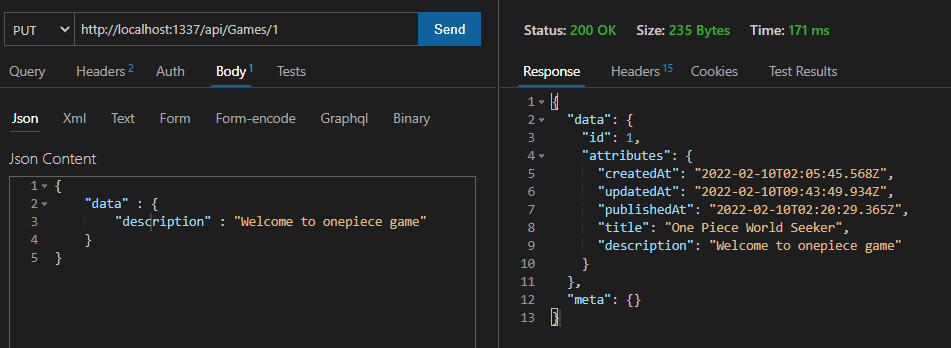 PUT http://localhost:1337/api/Games/1 Send
Query Headers 2 Auth Body 1 Tests
Json Xml Text Form Form-encode Graphql Binary
Json Content
1 {
2 "data" : {
3 "description" : "Welcome to onepiece game"
4 }
5 }
Status: 200 OK Size: 235 Bytes Time: 171 ms
Response Headers 15 Cookies Test Results
1 {
2 "data": {
3 "id": 1,
4 "attributes": {
5 "createdAt": "2022-02-10T02:05:45.568Z",
6 "updatedAt": "2022-02-10T09:43:49.934Z",
7 "publishedAt": "2022-02-10T02:20:29.365Z",
8 "title": "One Piece World Seeker",
9 "description": "Welcome to onepiece game"
10 }
11 },
12 "meta": {}
13 }